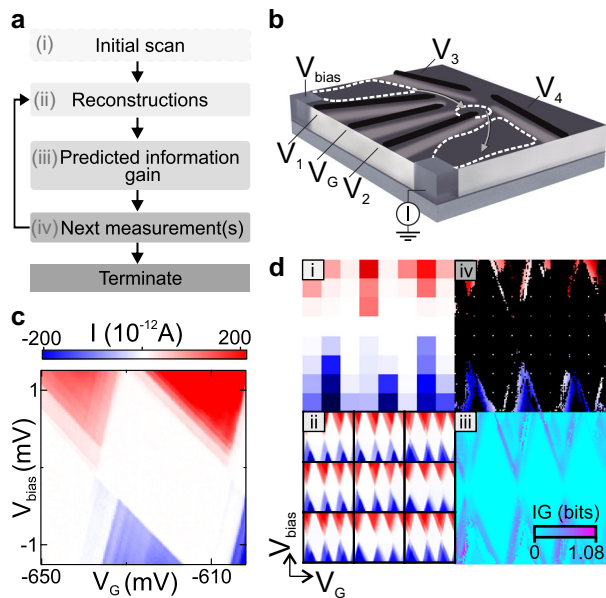 a
(i) Initial scan
(ii) Reconstructions
(iii) Predicted information
gain
(iv) Next measurement(s)
Terminate
b
V3
Vbias
V4
V1
VG
V2
I
c
I (10-12A)
-200
200
1
Vbias (mV)
-1
-650
VG (mV)
-610
d
i
iv
ii
iii
IG (bits)
0
1.08
Vbias
VG